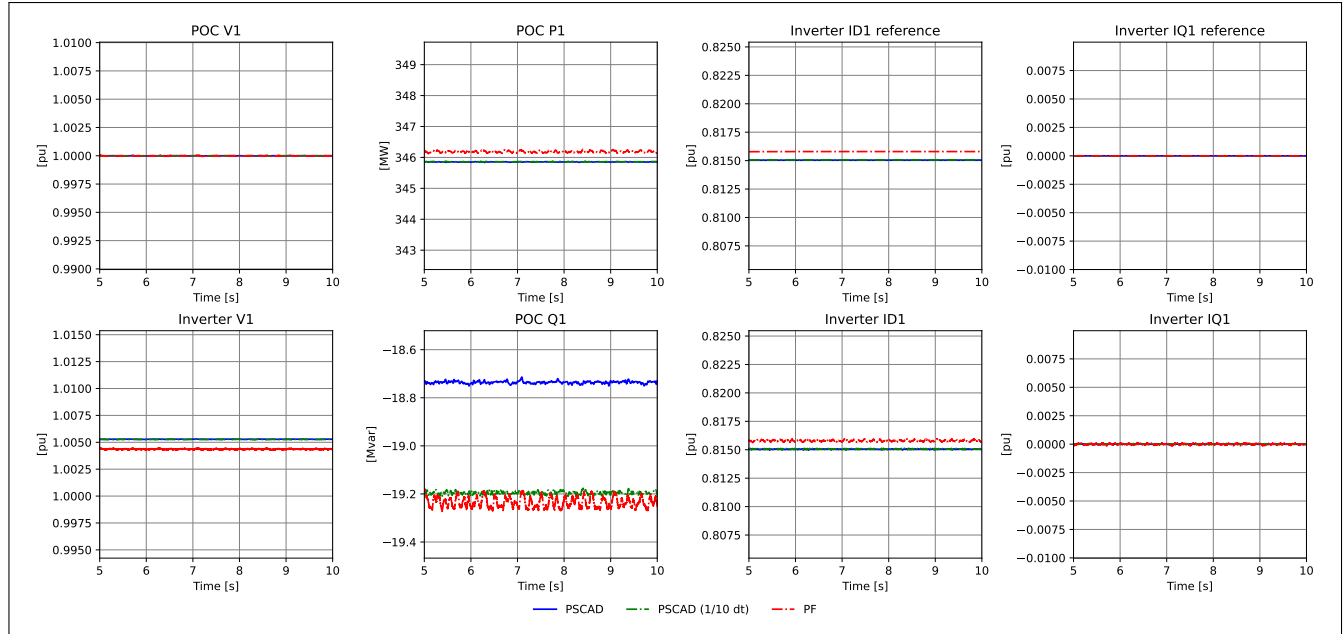 POC V1
1.0100
1.0075
1.0050
1.0025
1.0000
0.9975
0.9950
0.9925
0.9900
[pu]
5 6 7 8 9 10
Time [s]
POC P1
349
348
347
346
345
344
343
[MW]
5 6 7 8 9 10
Time [s]
Inverter ID1 reference
0.8250
0.8225
0.8200
0.8175
0.8150
0.8125
0.8100
0.8075
[pu]
5 6 7 8 9 10
Time [s]
Inverter IQ1 reference
0.0075
0.0050
0.0025
0.0000
−0.0025
−0.0050
−0.0075
−0.0100
[pu]
5 6 7 8 9 10
Time [s]
Inverter V1
1.0150
1.0125
1.0100
1.0075
1.0050
1.0025
1.0000
0.9975
0.9950
[pu]
5 6 7 8 9 10
Time [s]
POC Q1
−18.6
−18.8
−19.0
−19.2
−19.4
[Mvar]
5 6 7 8 9 10
Time [s]
Inverter ID1
0.8250
0.8225
0.8200
0.8175
0.8150
0.8125
0.8100
0.8075
[pu]
5 6 7 8 9 10
Time [s]
Inverter IQ1
0.0075
0.0050
0.0025
0.0000
−0.0025
−0.0050
−0.0075
−0.0100
[pu]
5 6 7 8 9 10
Time [s]
PSCAD PSCAD (1/10 dt) PF